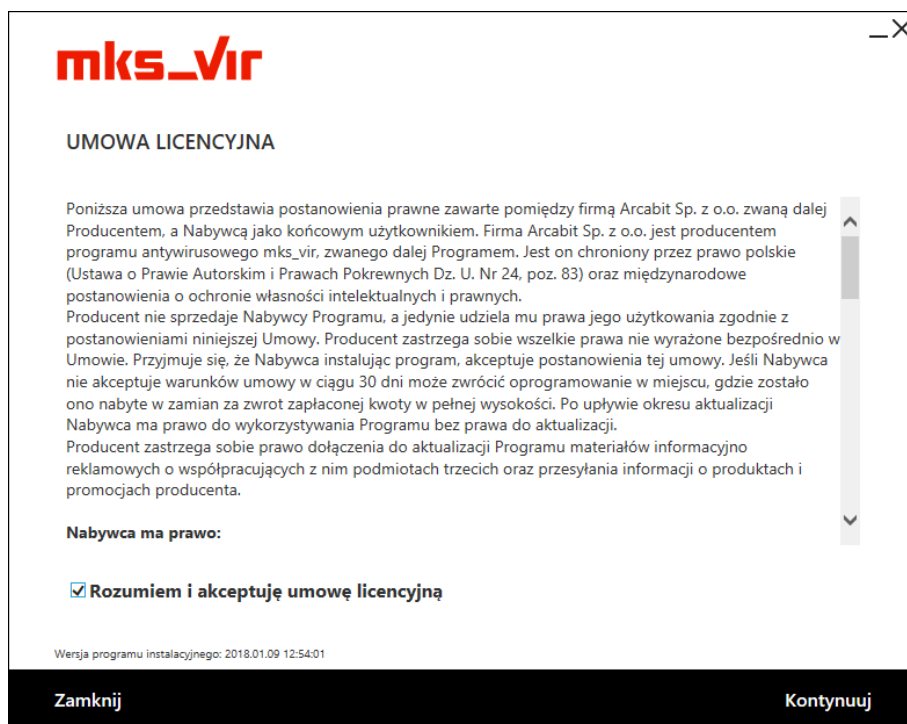 mks_vir
UMOWA LICENCYJNA
Poniższa umowa przedstawia postanowienia prawne zawarte pomiędzy firmą Arcabit Sp. z o.o. zwaną dalej
Producentem, a Nabywcą jako końcowym użytkownikiem. Firma Arcabit Sp. z o.o. jest producentem
programu antywirusowego mks_vir, zwanego dalej Programem. Jest on chroniony przez prawo polskie
(Ustawa o Prawie Autorskim i Prawach Pokrewnych Dz. U. Nr 24, poz. 83) oraz międzynarodowe
postanowienia o ochronie własności intelektualnych i prawnych.
Producent nie sprzedaje Nabywcy Programu, a jedynie udziela mu prawa jego użytkowania zgodnie z
postanowieniami niniejszej Umowy. Producent zastrzega sobie wszelkie prawa nie wyrażone bezpośrednio w
Umowie. Przyjmuje się, że Nabywca instalując program, akceptuje postanowienia tej umowy. Jeśli Nabywca
nie akceptuje warunków umowy w ciągu 30 dni może zwrócić oprogramowanie w miejscu, gdzie zostało
ono nabyte w zamian za zwrot zapłaconej kwoty w pełnej wysokości. Po upływie okresu aktualizacji
Nabywca ma prawo do wykorzystywania Programu bez prawa do aktualizacji.
Producent zastrzega sobie prawo dołączenia do aktualizacji Programu materiałów informacyjno
reklamowych o współpracujących z nim podmiotach trzecich oraz przesyłania informacji o produktach i
promocjach producenta.
Nabywca ma prawo:
Rozumiem i akceptuję umowę licencyjną
Wersja programu instalacyjnego: 2018.01.09 12:54:01
Zamknij
Kontynuuj